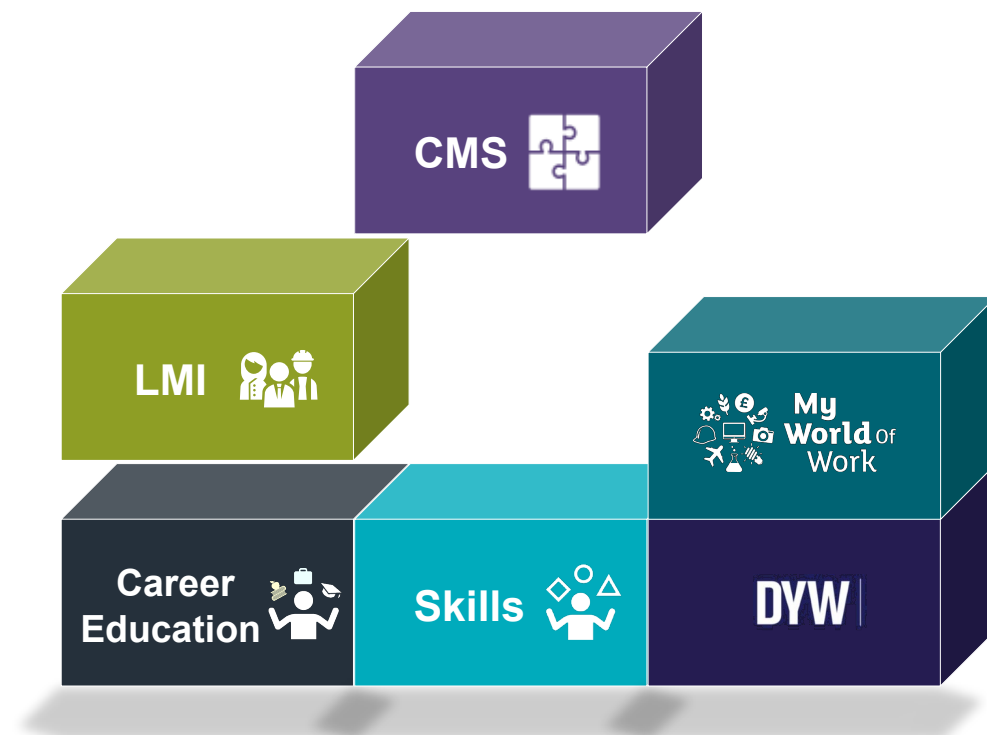 CMS
LMI
My
World Of
Work
Career
Education
Skills
DYW